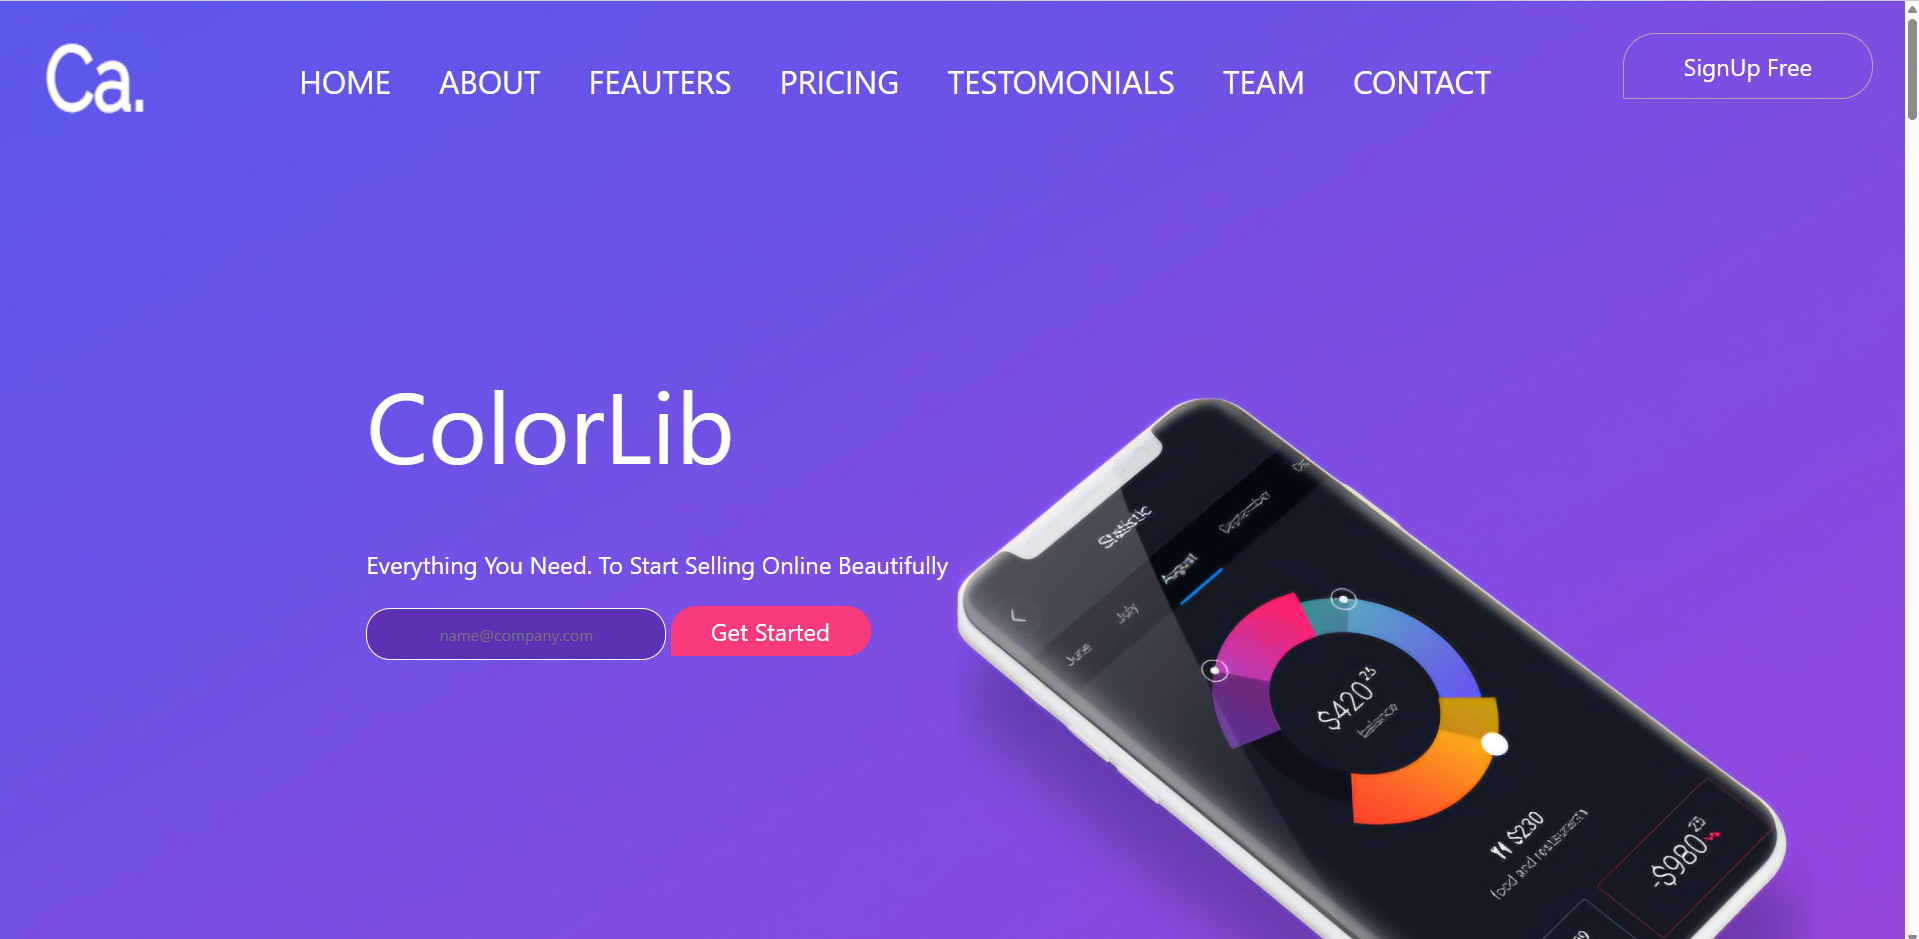 Ca.
HOME ABOUT FEAUTERS PRICING TESTOMONIALS TEAM CONTACT
SignUp Free
ColorLib
Everything You Need. To Start Selling Online Beautifully
name@company.com
Get Started
Statistic
June July August September
$420 25
balance
$230
food and restaurant
-$980 25